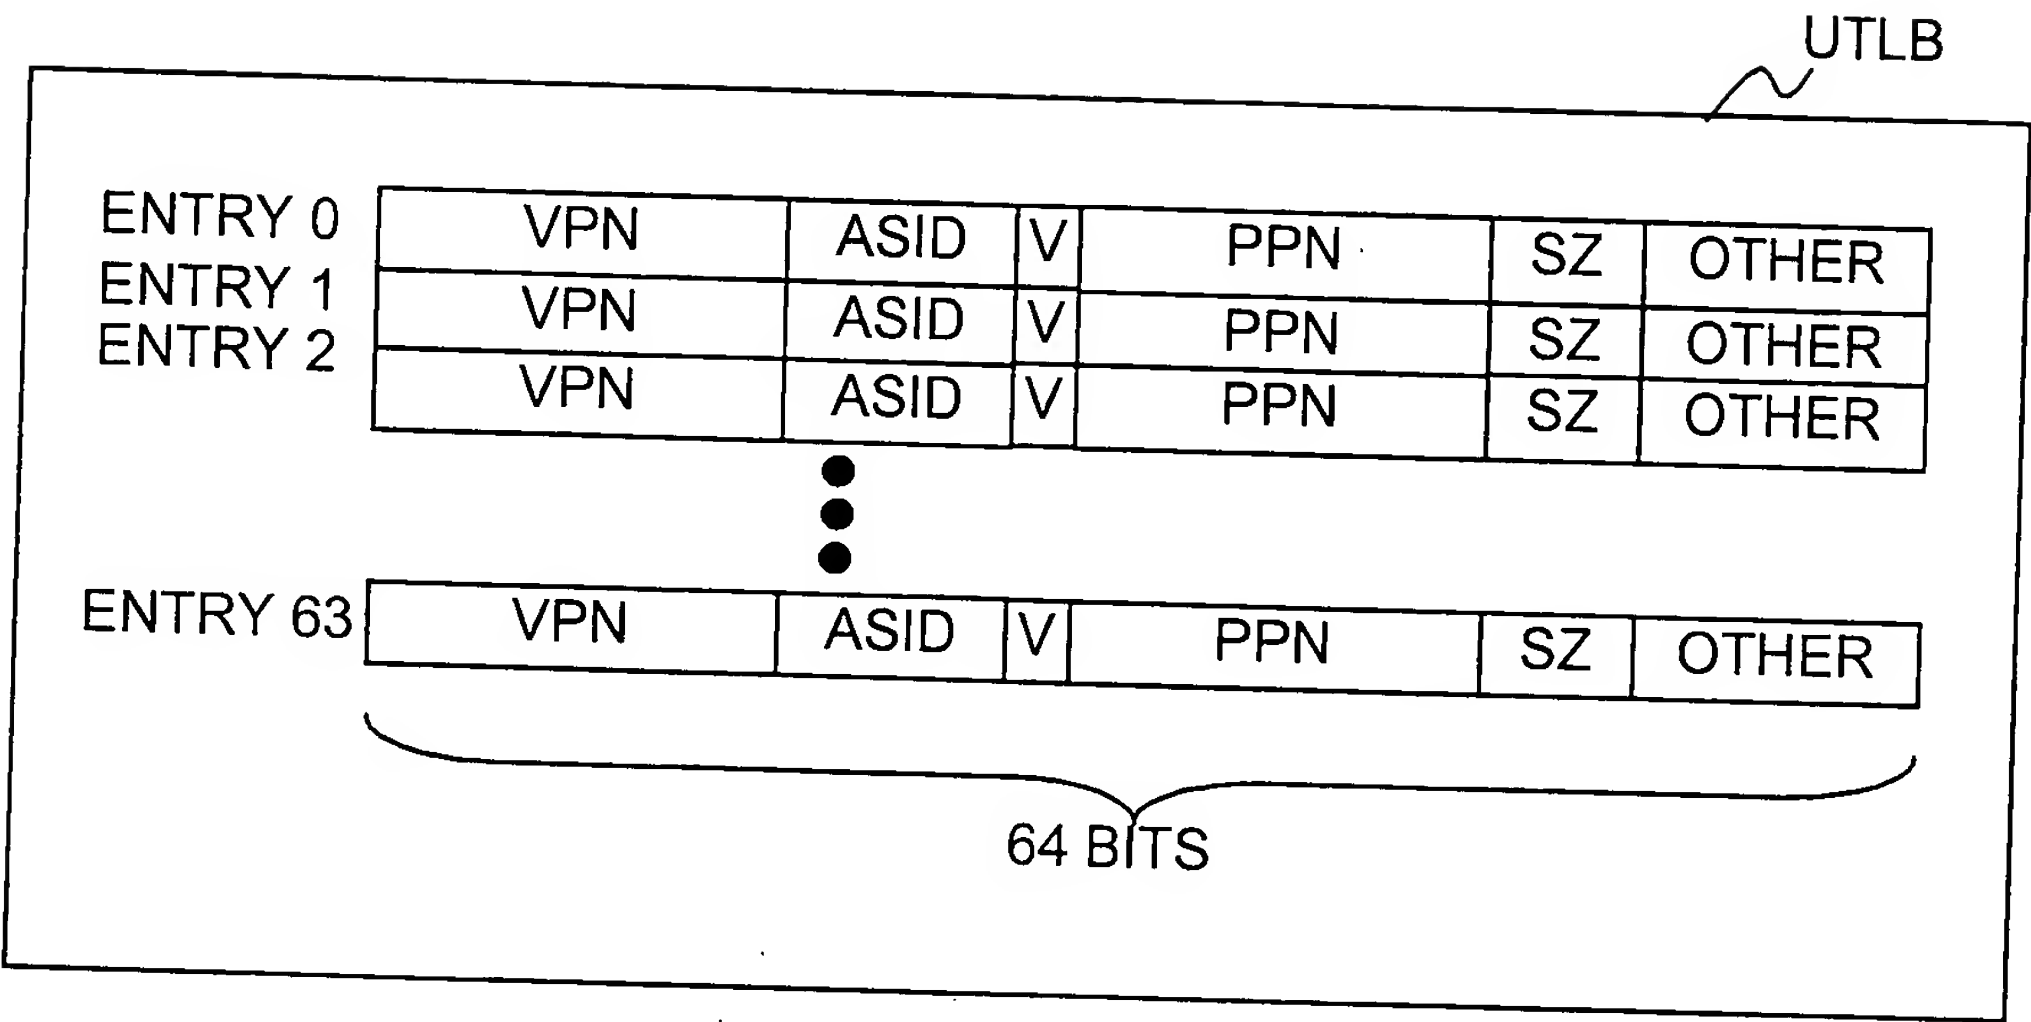 UTLB
ENTRY 0 VPN ASID V PPN SZ OTHER
ENTRY 1 VPN ASID V PPN SZ OTHER
ENTRY 2 VPN ASID V PPN SZ OTHER
ENTRY 63 VPN ASID V PPN SZ OTHER
64 BITS